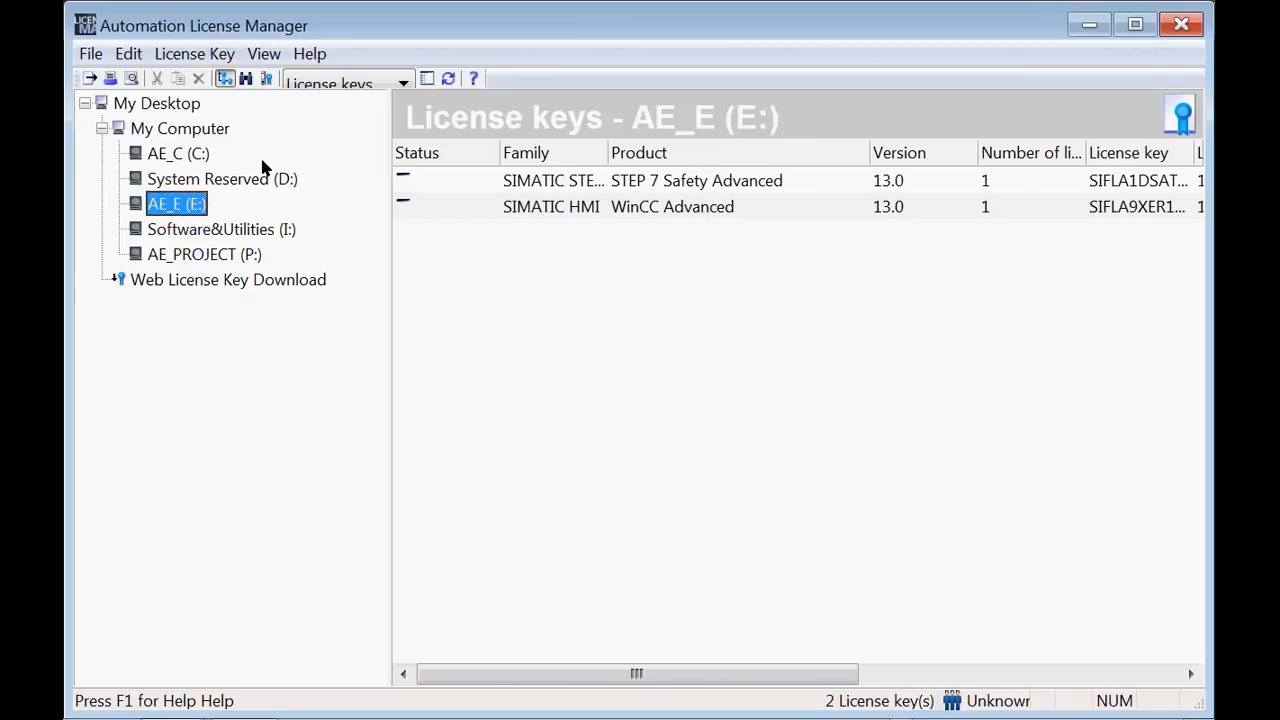 Automation License Manager
File Edit License Key View Help
License keys
My Desktop
My Computer
AE_C (C:)
System Reserved (D:)
AE_E (E:)
Software&Utilities (I:)
AE_PROJECT (P:)
Web License Key Download
License keys - AE_E (E:)
Status Family Product Version Number of li... License key L
SIMATIC STE... STEP 7 Safety Advanced 13.0 1 SIFLA1DSAT... 1
SIMATIC HMI WinCC Advanced 13.0 1 SIFLA9XER1... 1
Press F1 for Help Help 2 License key(s) Unknown NUM